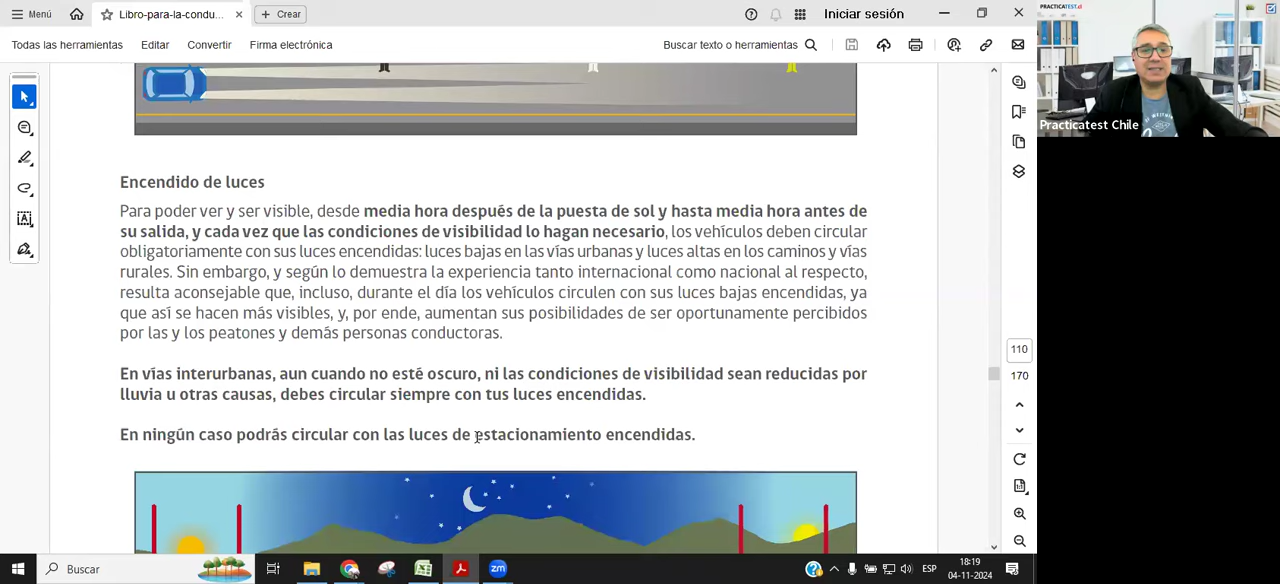 Menú
Libro-para-la-condu...
Crear
Iniciar sesión
Todas las herramientas
Editar
Convertir
Firma electrónica
Buscar texto o herramientas
PRACTICATEST.cl
Practicatest Chile
Encendido de luces
Para poder ver y ser visible, desde media hora después de la puesta de sol y hasta media hora antes de
su salida, y cada vez que las condiciones de visibilidad lo hagan necesario, los vehículos deben circular
obligatoriamente con sus luces encendidas: luces bajas en las vías urbanas y luces altas en los caminos y vías
rurales. Sin embargo, y según lo demuestra la experiencia tanto internacional como nacional al respecto,
resulta aconsejable que, incluso, durante el día los vehículos circulen con sus luces bajas encendidas, ya
que así se hacen más visibles, y, por ende, aumentan sus posibilidades de ser oportunamente percibidos
por las y los peatones y demás personas conductoras.
En vías interurbanas, aun cuando no esté oscuro, ni las condiciones de visibilidad sean reducidas por
lluvia u otras causas, debes circular siempre con tus luces encendidas.
En ningún caso podrás circular con las luces de estacionamiento encendidas.
110
170
Buscar
zm
ESP
18:19
04-11-2024